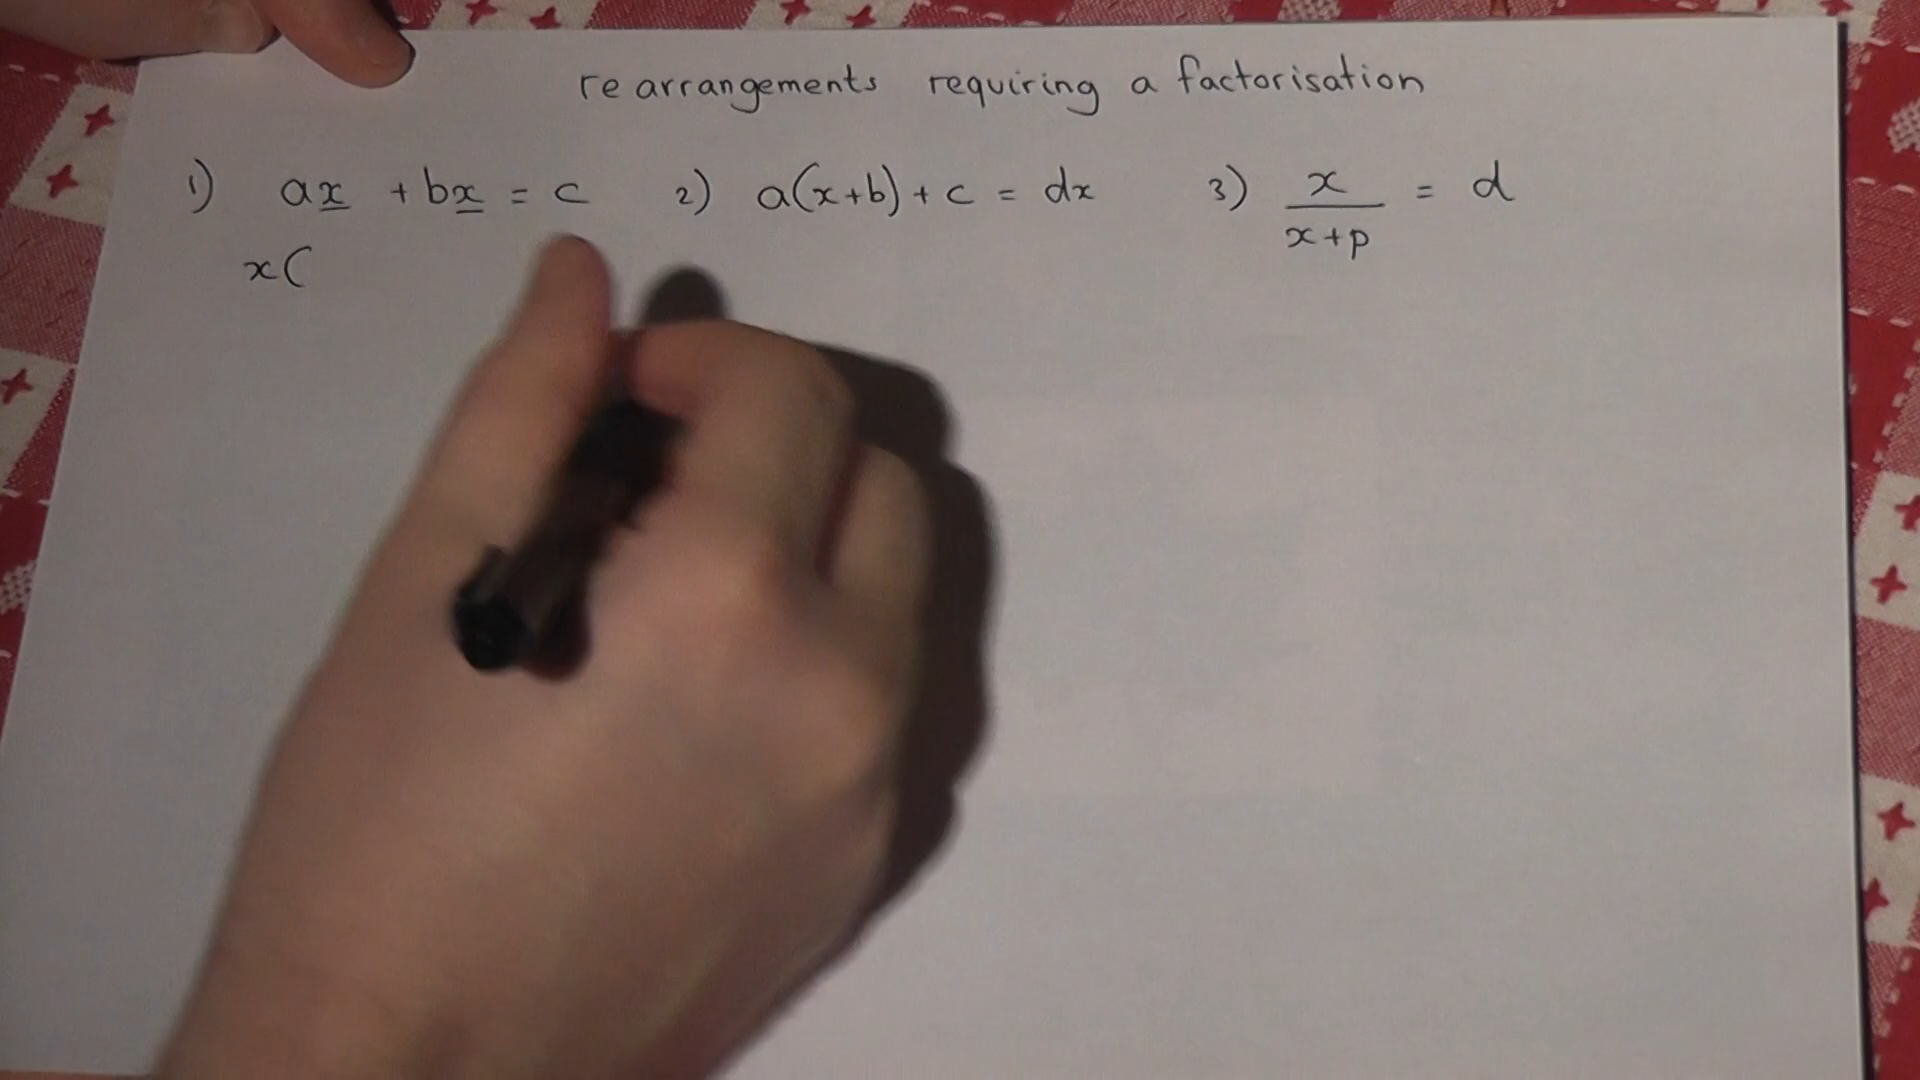 rearrangements requiring a factorisation
1) ax + bx = c 2) a(x+b) + c = dx 3) x/(x+p) = d
x(